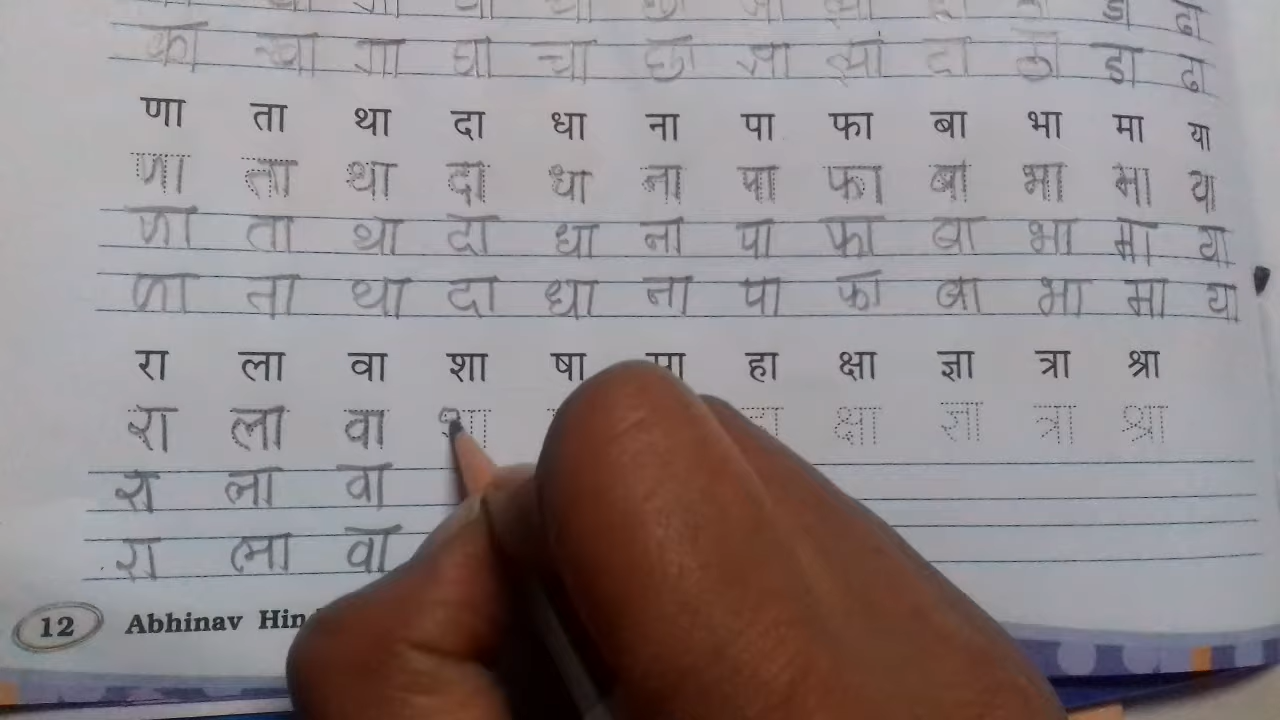 का खा गा घा चा छा जा झा टा ठा डा ढा
णा ता था दा धा ना पा फा बा भा मा या
णा ता था दा धा ना पा फा बा भा मा या
णा ता था दा धा ना पा फा बा भा मा या
णा ता था दा धा ना पा फा बा भा मा या
रा ला वा शा षा हा क्षा ज्ञा त्रा श्रा
रा ला वा शा हा क्षा ज्ञा त्रा श्रा
रा ला वा
रा ला वा
12 Abhinav